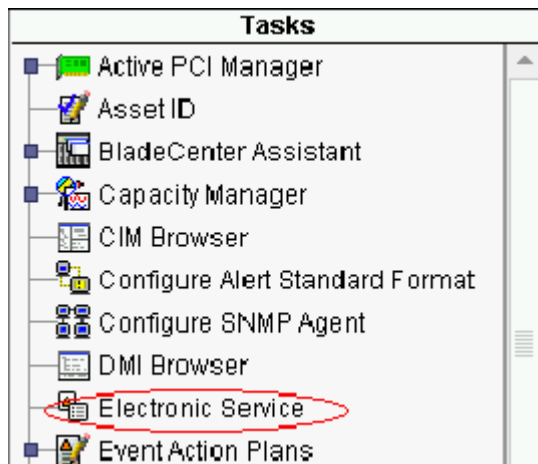 Tasks
Active PCI Manager
Asset ID
BladeCenter Assistant
Capacity Manager
CIM Browser
Configure Alert Standard Format
Configure SNMP Agent
DMI Browser
Electronic Service
Event Action Plans